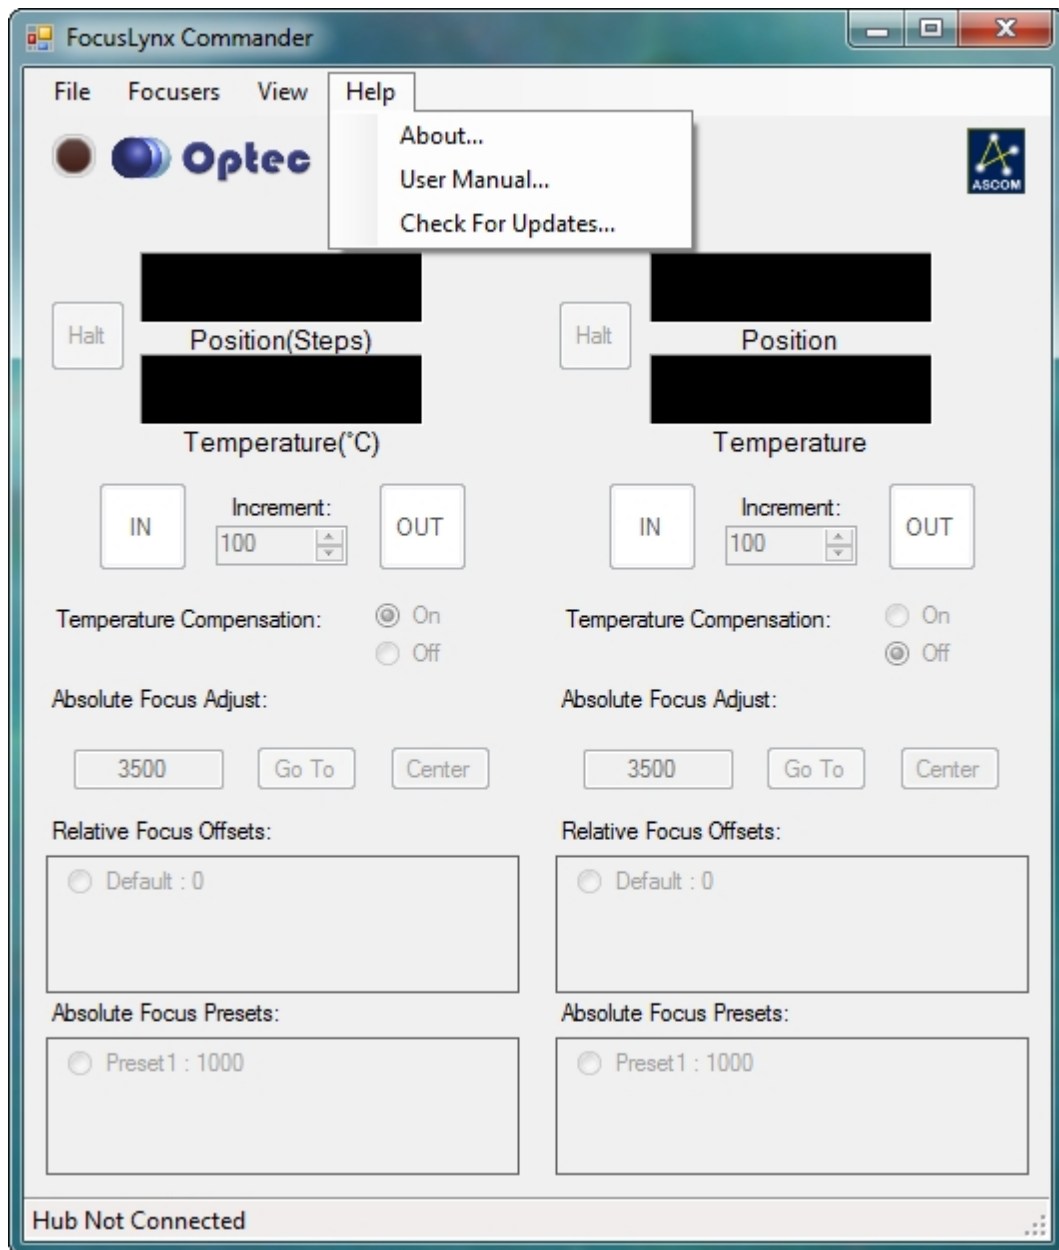 FocusLynx Commander
File Focusers View Help
About...
User Manual...
Check For Updates...
Optec
ASCOM
Halt
Position(Steps)
Temperature(°C)
IN
Increment:
100
OUT
Temperature Compensation:
On
Off
Absolute Focus Adjust:
3500 Go To Center
Relative Focus Offsets:
Default : 0
Absolute Focus Presets:
Preset1 : 1000
Halt
Position
Temperature
IN
Increment:
100
OUT
Temperature Compensation:
On
Off
Absolute Focus Adjust:
3500 Go To Center
Relative Focus Offsets:
Default : 0
Absolute Focus Presets:
Preset1 : 1000
Hub Not Connected